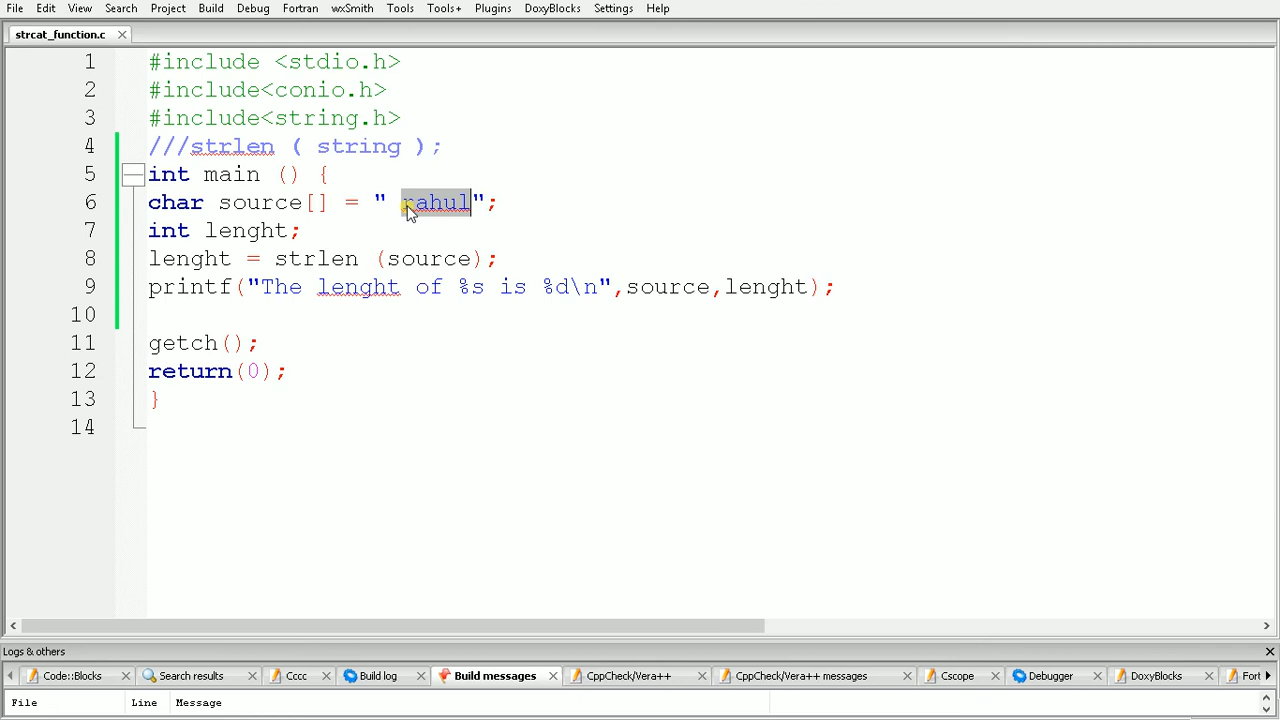 File Edit View Search Project Build Debug Fortran wxSmith Tools Tools+ Plugins DoxyBlocks Settings Help
strcat_function.c
1 #include <stdio.h>
2 #include<conio.h>
3 #include<string.h>
4 ///strlen ( string );
5 int main () {
6 char source[] = " rahul";
7 int lenght;
8 lenght = strlen (source);
9 printf("The lenght of %s is %d\n",source,lenght);
10
11 getch();
12 return(0);
13 }
14
Logs & others
Code::Blocks Search results Cccc Build log Build messages CppCheck/Vera++ CppCheck/Vera++ messages Cscope Debugger DoxyBlocks Fort
File Line Message